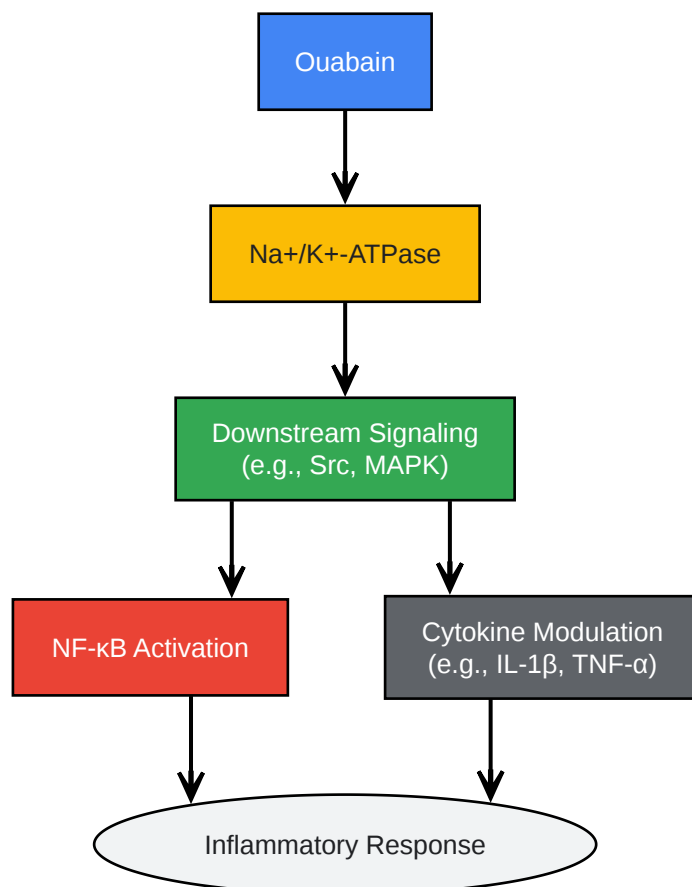 Ouabain
Na+/K+-ATPase
Downstream Signaling
(e.g., Src, MAPK)
NF-κB Activation
Cytokine Modulation
(e.g., IL-1β, TNF-α)
Inflammatory Response